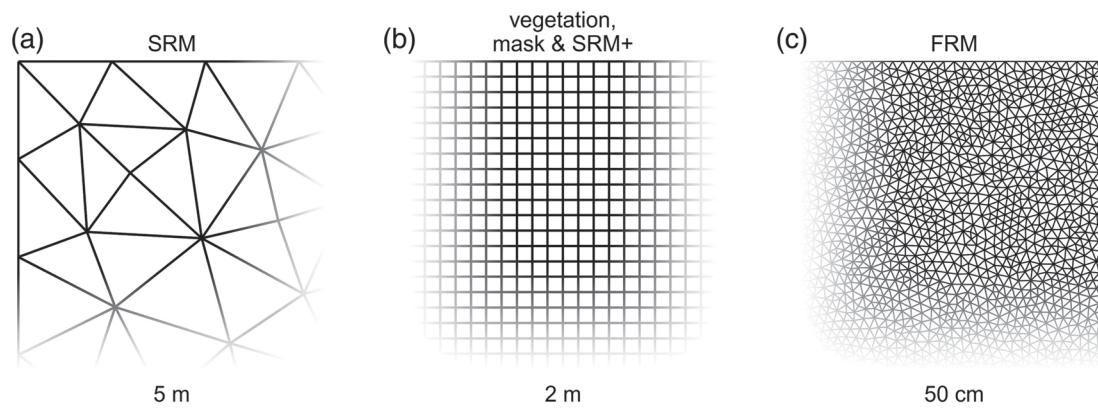 (a)
SRM
(b)
vegetation,
mask & SRM+
(c)
FRM
5 m
2 m
50 cm